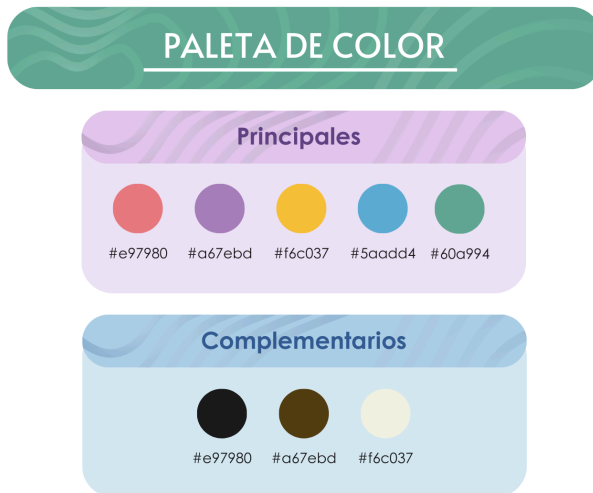 PALETA DE COLOR
Principales
#e97980 #a67ebd #f6c037 #5aadd4 #60a994
Complementarios
#e97980 #a67ebd #f6c037